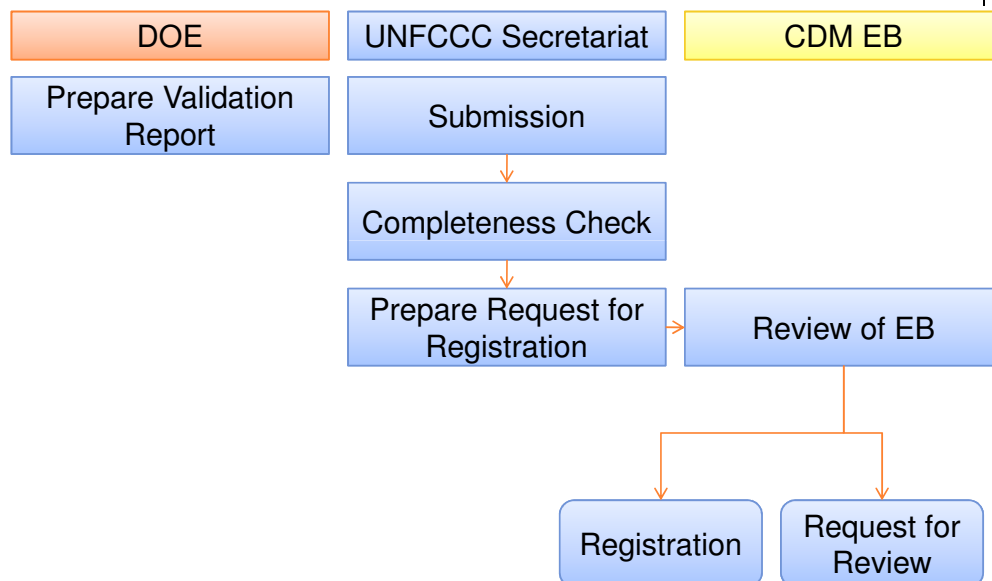 DOE
UNFCCC Secretariat
CDM EB
Prepare Validation
Report
Submission
Completeness Check
Prepare Request for
Registration
Review of EB
Registration
Request for
Review